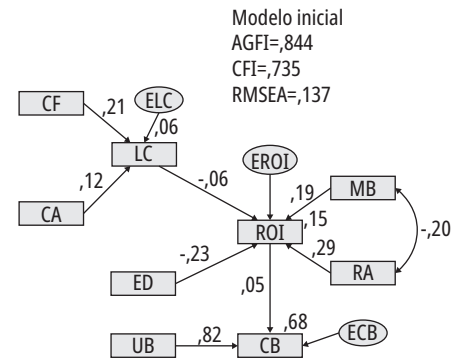 Modelo inicial
AGFI=,844
CFI=,735
RMSEA=,137
CF
ELC
,21
,06
LC
,12
-,06
EROI
CA
,19
MB
,15
ROI
-,20
-,23
,29
RA
ED
,05
UB
,82
,68
CB
ECB